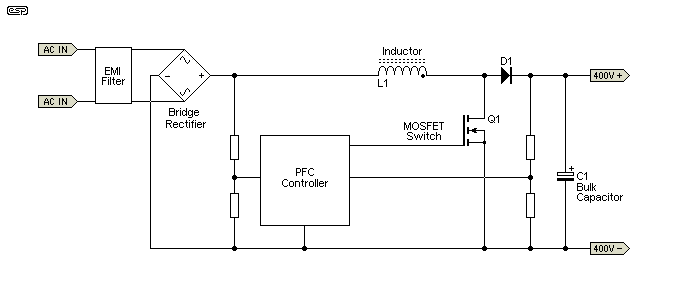 esp
AC IN
AC IN
EMI
Filter
−
+
Bridge
Rectifier
Inductor
L1
D1
400V +
MOSFET
Switch
Q1
PFC
Controller
+
C1
Bulk
Capacitor
400V −